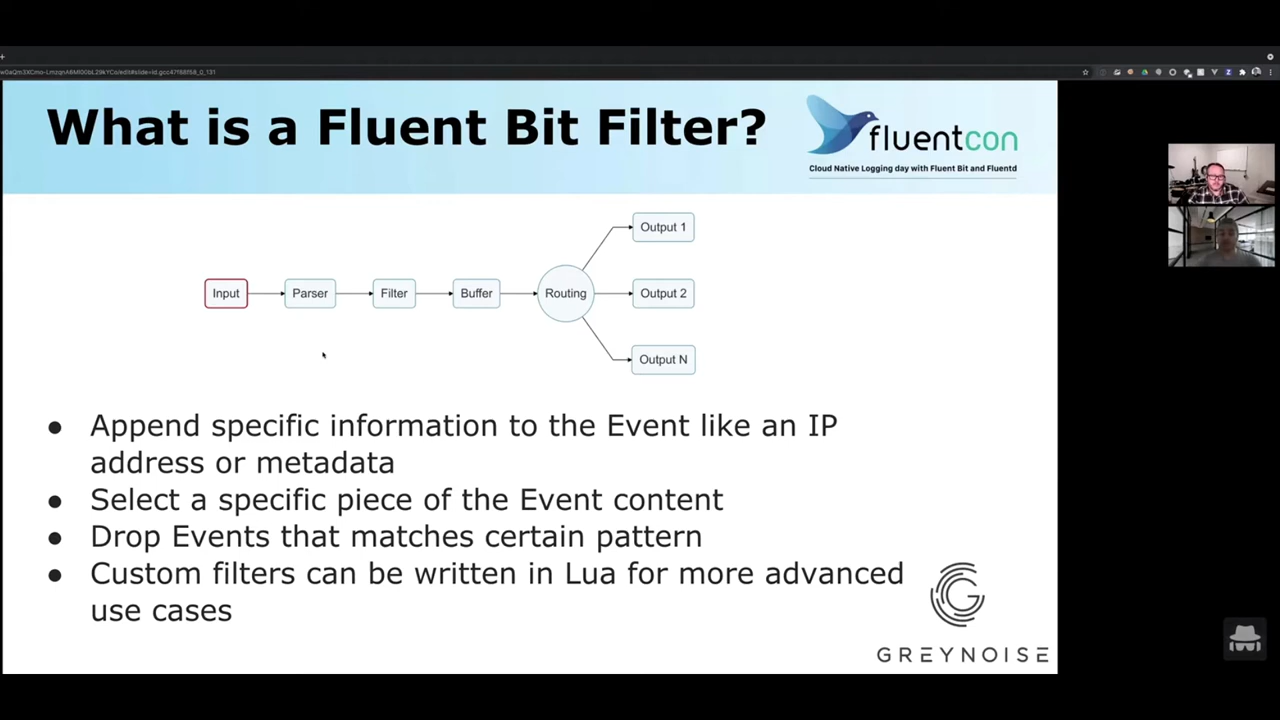 What is a Fluent Bit Filter?
fluentcon
Cloud Native Logging day with Fluent Bit and Fluentd
Output 1
Input
Parser
Filter
Buffer
Routing
Output 2
Output N
● Append specific information to the Event like an IP
address or metadata
● Select a specific piece of the Event content
● Drop Events that matches certain pattern
● Custom filters can be written in Lua for more advanced
use cases
GREYNOISE